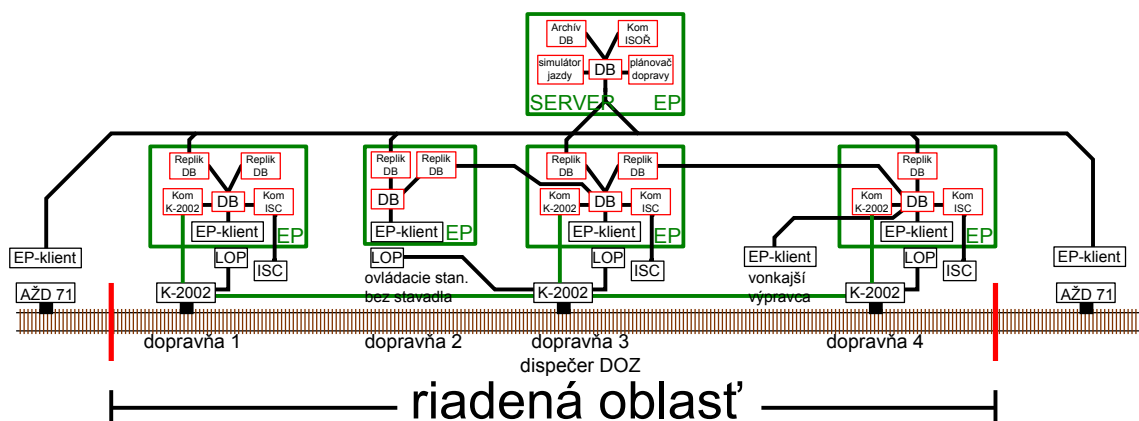 Archív
DB
Kom
ISOŘ
simulátor
jazdy
DB
plánovač
dopravy
SERVER
EP
Replik
DB
Replik
DB
Kom
K-2002
DB
Kom
ISC
EP-klient
EP
Replik
DB
Replik
DB
DB
EP-klient
EP
Replik
DB
Replik
DB
Kom
K-2002
DB
Kom
ISC
EP-klient
EP
Replik
DB
Kom
K-2002
DB
Kom
ISC
EP-klient
EP
EP-klient
LOP
ISC
LOP
ovládacie stan.
bez stavadla
LOP
ISC
EP-klient
vonkajší
výpravca
LOP
ISC
EP-klient
AŽD 71
K-2002
K-2002
K-2002
AŽD 71
dopravňa 1
dopravňa 2
dopravňa 3
dispečer DOZ
dopravňa 4
riadená oblasť